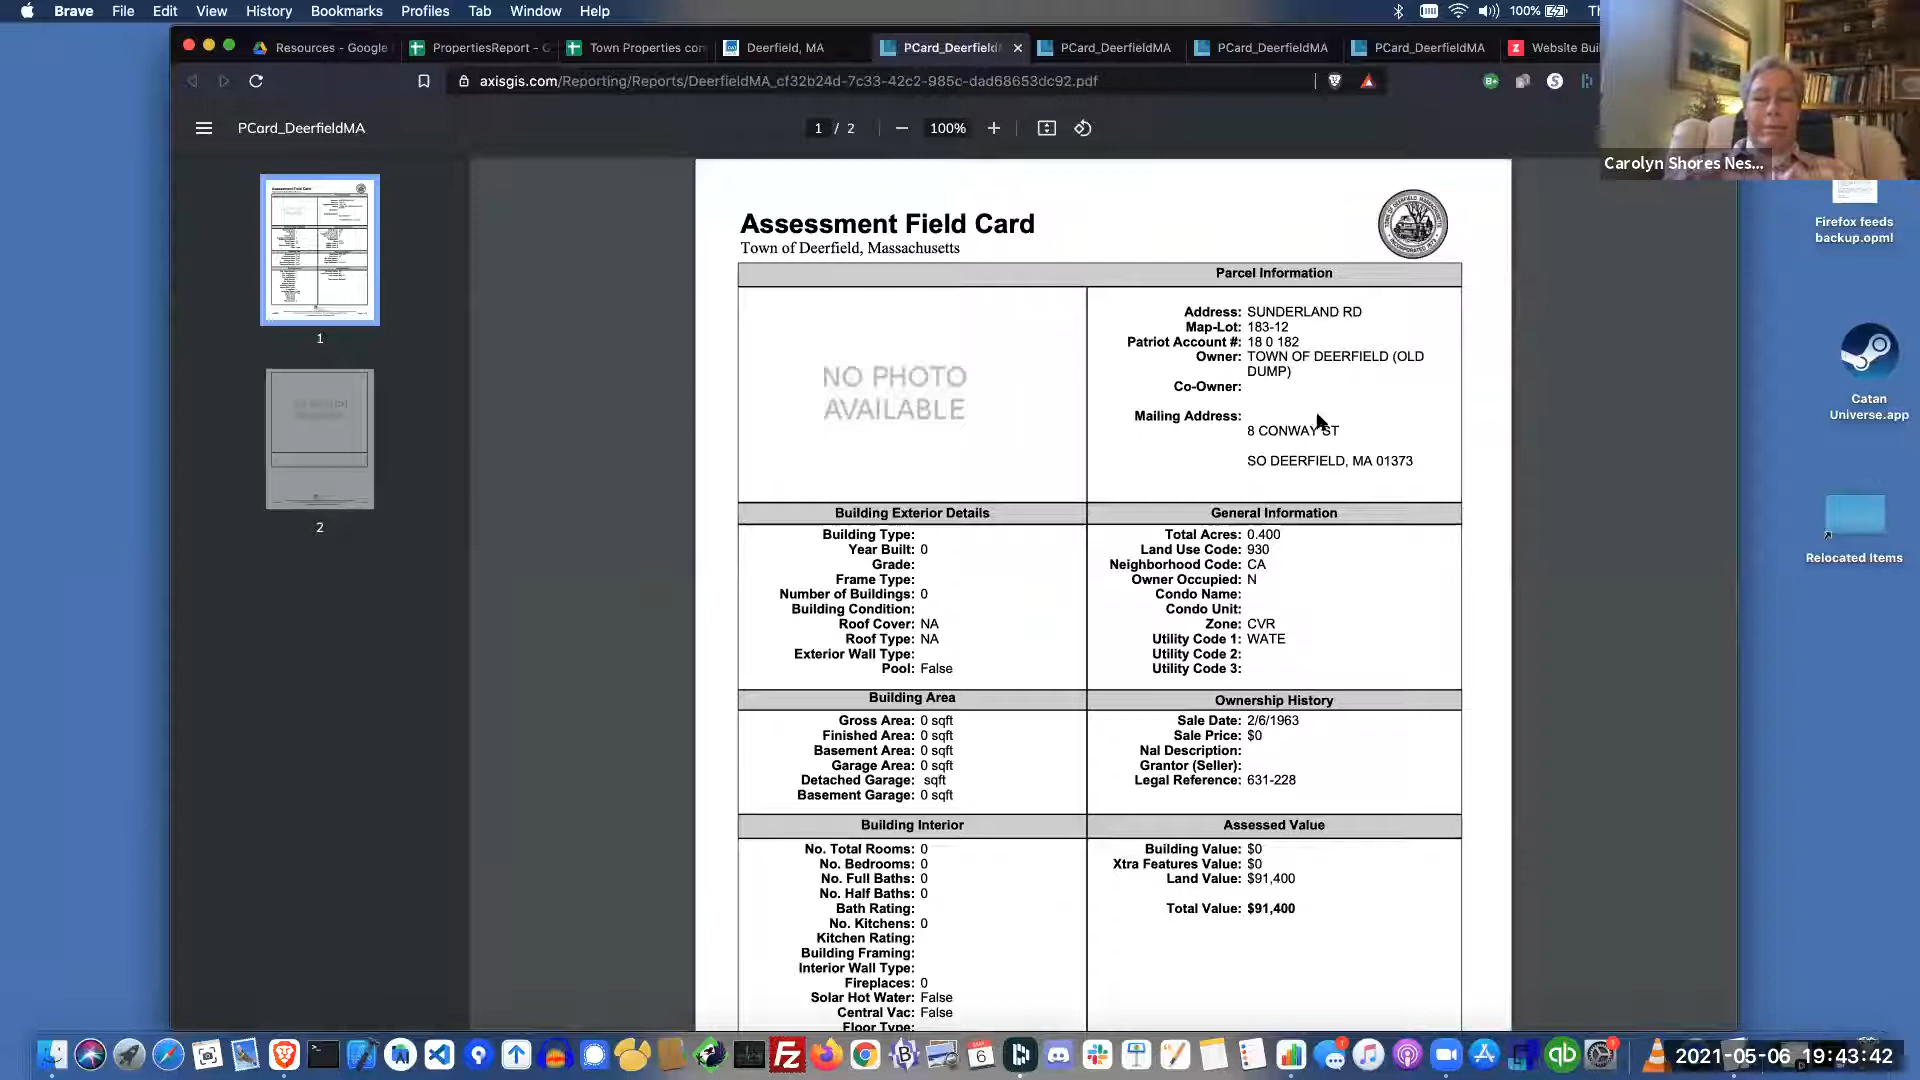 Brave File Edit View History Bookmarks Profiles Tab Window Help 100%
Resources - Google PropertiesReport - G Town Properties con Deerfield, MA PCard_Deerfield PCard_DeerfieldMA PCard_DeerfieldMA PCard_DeerfieldMA Website Bui
axisgis.com/Reporting/Reports/DeerfieldMA_cf32b24d-7c33-42c2-985c-dad68653dc92.pdf
PCard_DeerfieldMA 1 / 2 100%
Carolyn Shores Nes...
Firefox feeds
backup.opml
Catan
Universe.app
Relocated Items
1
2
Assessment Field Card
Town of Deerfield, Massachusetts
Parcel Information
NO PHOTO
AVAILABLE
Address: SUNDERLAND RD
Map-Lot: 183-12
Patriot Account #: 18 0 182
Owner: TOWN OF DEERFIELD (OLD
DUMP)
Co-Owner:
Mailing Address:
8 CONWAY ST
SO DEERFIELD, MA 01373
Building Exterior Details
Building Type:
Year Built: 0
Grade:
Frame Type:
Number of Buildings: 0
Building Condition:
Roof Cover: NA
Roof Type: NA
Exterior Wall Type:
Pool: False
General Information
Total Acres: 0.400
Land Use Code: 930
Neighborhood Code: CA
Owner Occupied: N
Condo Name:
Condo Unit:
Zone: CVR
Utility Code 1: WATE
Utility Code 2:
Utility Code 3:
Building Area
Gross Area: 0 sqft
Finished Area: 0 sqft
Basement Area: 0 sqft
Garage Area: 0 sqft
Detached Garage: sqft
Basement Garage: 0 sqft
Ownership History
Sale Date: 2/6/1963
Sale Price: $0
Nal Description:
Grantor (Seller):
Legal Reference: 631-228
Building Interior
No. Total Rooms: 0
No. Bedrooms: 0
No. Full Baths: 0
No. Half Baths: 0
Bath Rating:
No. Kitchens: 0
Kitchen Rating:
Building Framing:
Interior Wall Type:
Fireplaces: 0
Solar Hot Water: False
Central Vac: False
Floor Type:
Assessed Value
Building Value: $0
Xtra Features Value: $0
Land Value: $91,400
Total Value: $91,400
2021-05-06 19:43:42